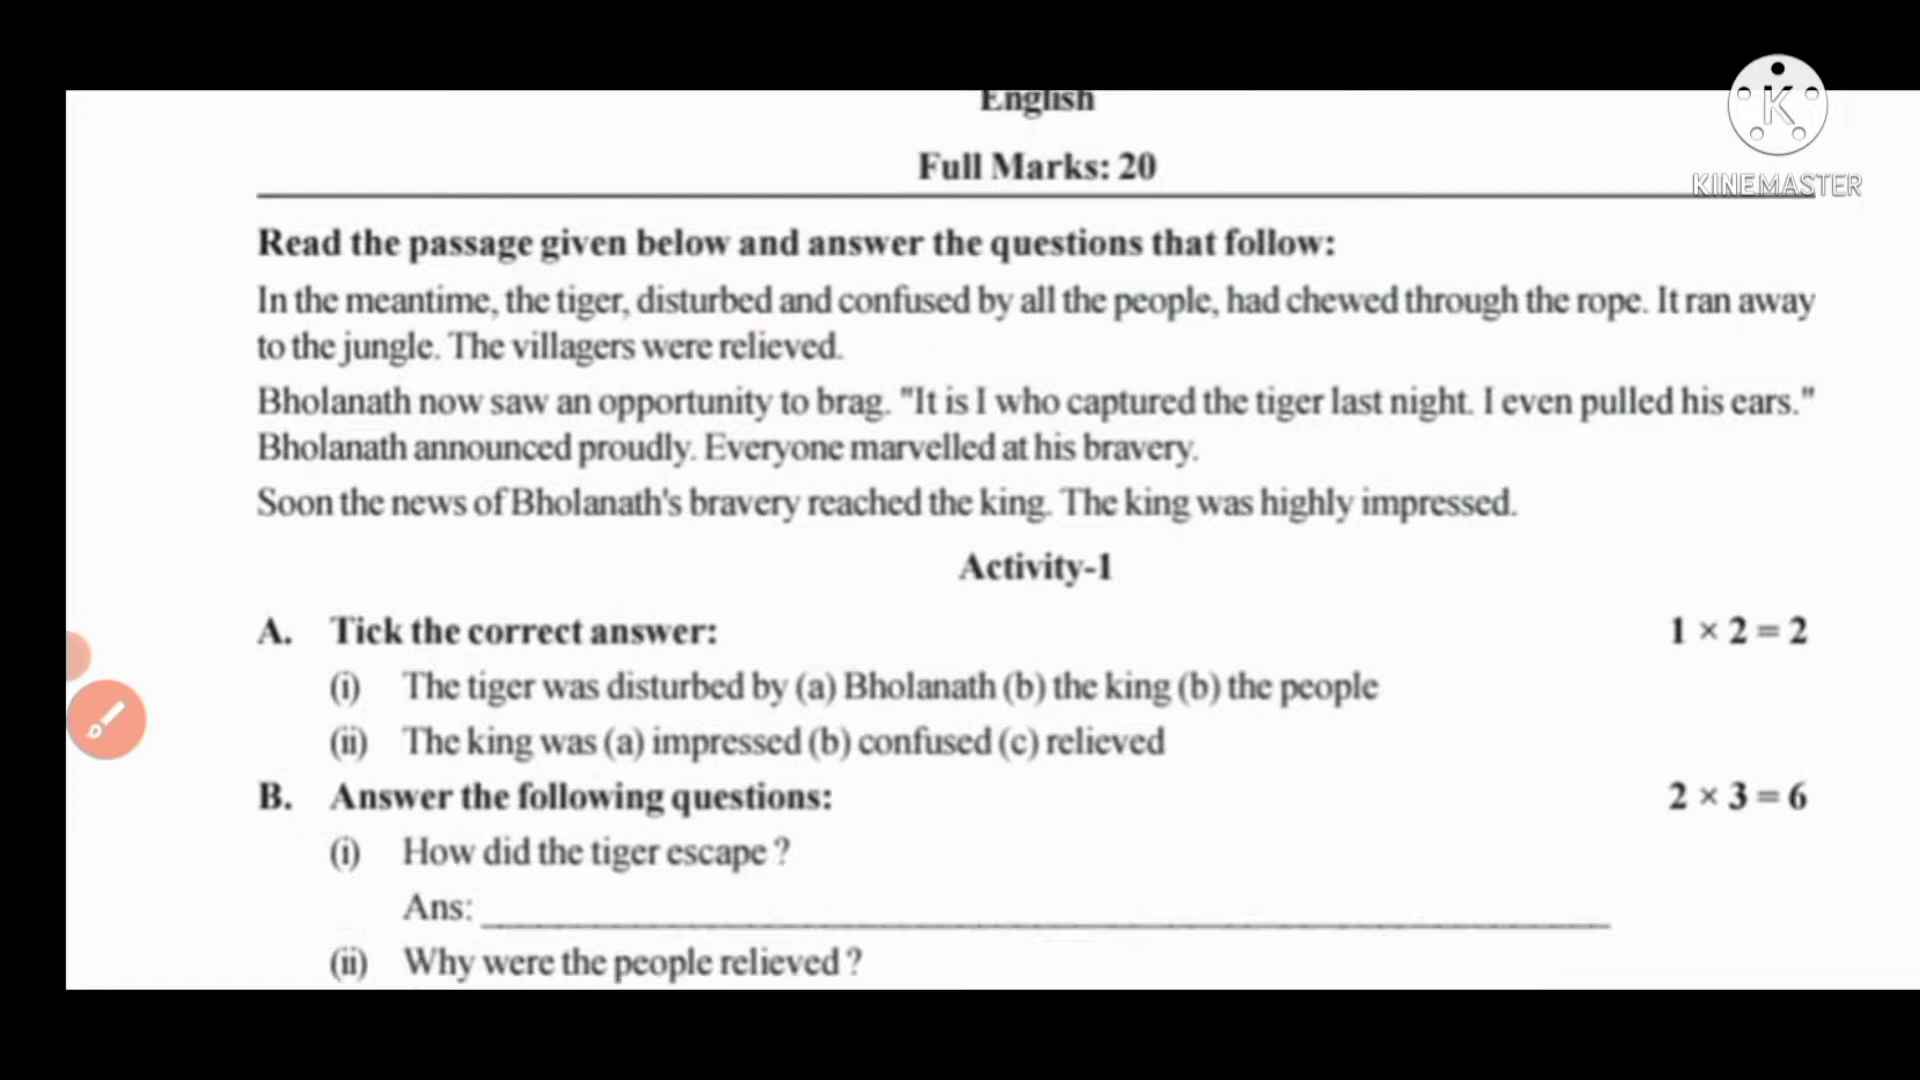 English
Full Marks: 20
K
KINEMASTER
Read the passage given below and answer the questions that follow:
In the meantime, the tiger, disturbed and confused by all the people, had chewed through the rope. It ran away
to the jungle. The villagers were relieved.
Bholanath now saw an opportunity to brag. "It is I who captured the tiger last night. I even pulled his ears."
Bholanath announced proudly. Everyone marvelled at his bravery.
Soon the news of Bholanath's bravery reached the king. The king was highly impressed.
Activity-1
A. Tick the correct answer: 1 × 2 = 2
(i) The tiger was disturbed by (a) Bholanath (b) the king (b) the people
(ii) The king was (a) impressed (b) confused (c) relieved
B. Answer the following questions: 2 × 3 = 6
(i) How did the tiger escape ?
Ans:
(ii) Why were the people relieved ?